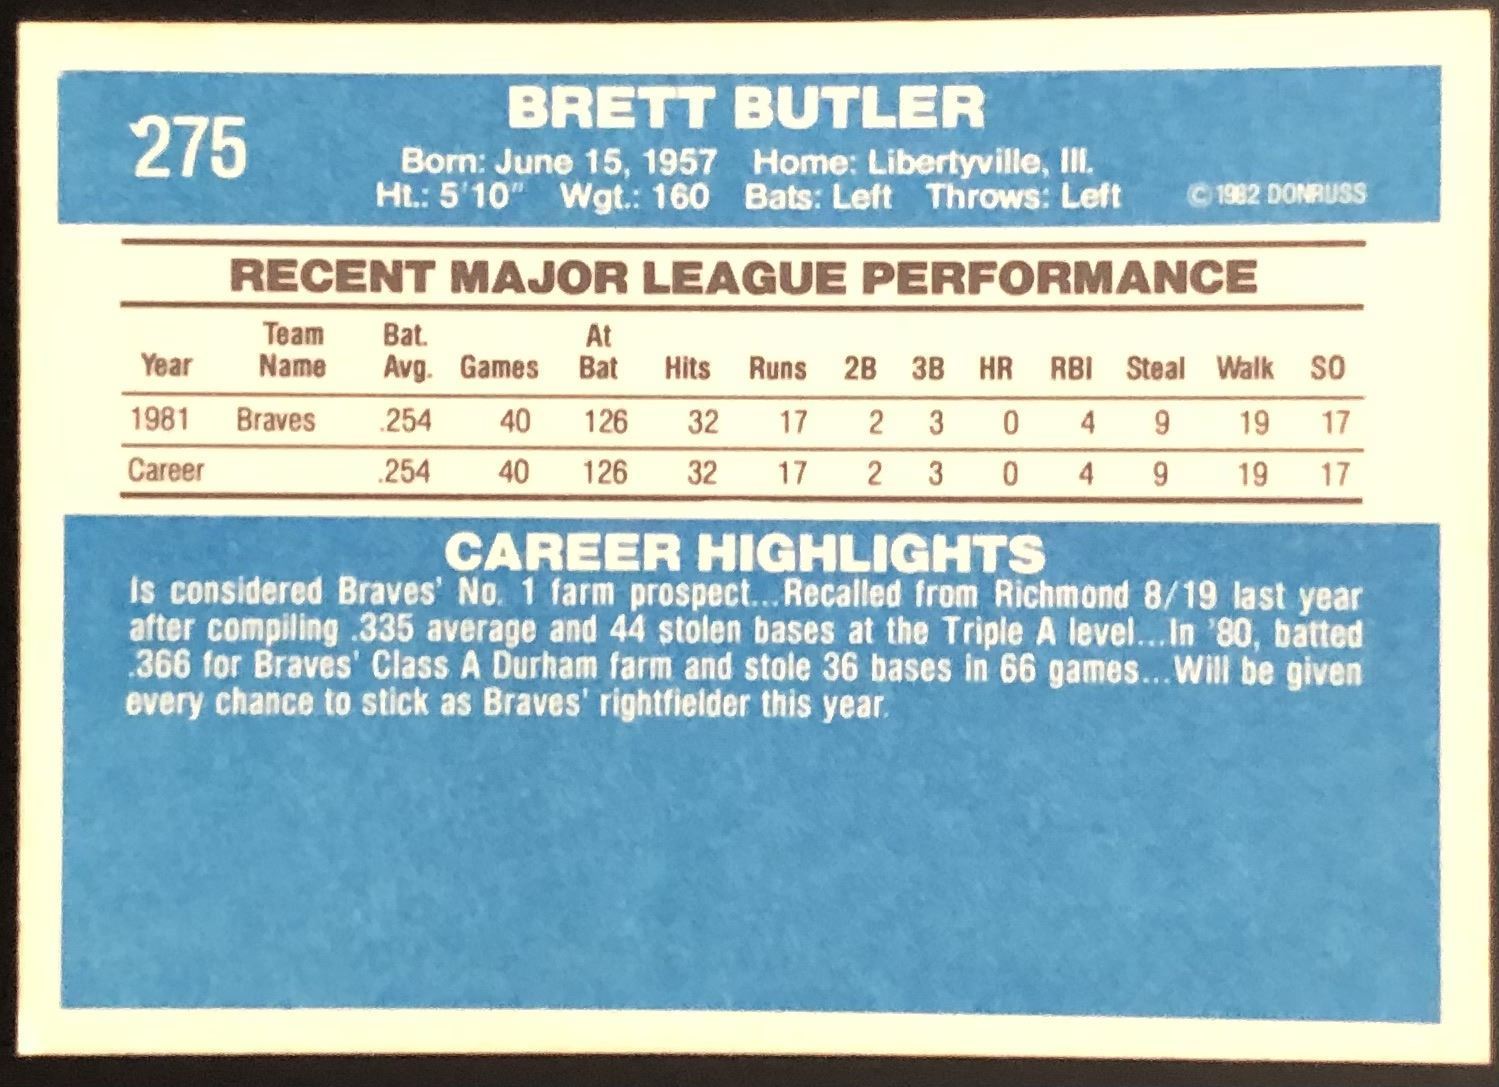 275
BRETT BUTLER
Born: June 15, 1957 Home: Libertyville, Ill.
Ht.: 5'10" Wgt.: 160 Bats: Left Throws: Left © 1982 DONRUSS
RECENT MAJOR LEAGUE PERFORMANCE
Year Team Name Bat. Avg. Games At Bat Hits Runs 2B 3B HR RBI Steal Walk SO
1981 Braves .254 40 126 32 17 2 3 0 4 9 19 17
Career .254 40 126 32 17 2 3 0 4 9 19 17
CAREER HIGHLIGHTS
Is considered Braves' No. 1 farm prospect...Recalled from Richmond 8/19 last year
after compiling .335 average and 44 stolen bases at the Triple A level...In '80, batted
.366 for Braves' Class A Durham farm and stole 36 bases in 66 games...Will be given
every chance to stick as Braves' rightfielder this year.